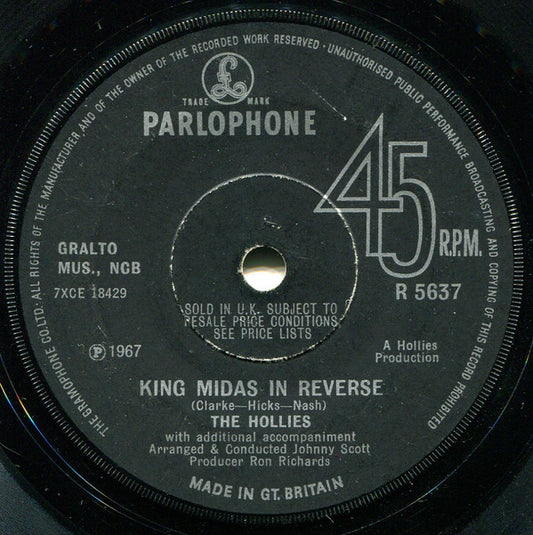 THE GRAMOPHONE CO.LTD. ALL RIGHTS OF THE MANUFACTURER AND OF THE OWNER OF THE RECORDED WORK RESERVED · UNAUTHORISED PUBLIC PERFORMANCE BROADCASTING AND COPYING OF THIS RECORD PROHIBITED
£
TRADE MARK
PARLOPHONE
45
R.P.M.
GRALTO
MUS., NCB
7XCE 18429
R 5637
SOLD IN U.K. SUBJECT TO
RESALE PRICE CONDITIONS,
SEE PRICE LISTS
Ⓟ 1967
A Hollies
Production
KING MIDAS IN REVERSE
(Clarke—Hicks—Nash)
THE HOLLIES
with additional accompaniment
Arranged & Conducted Johnny Scott
Producer Ron Richards
MADE IN GT. BRITAIN